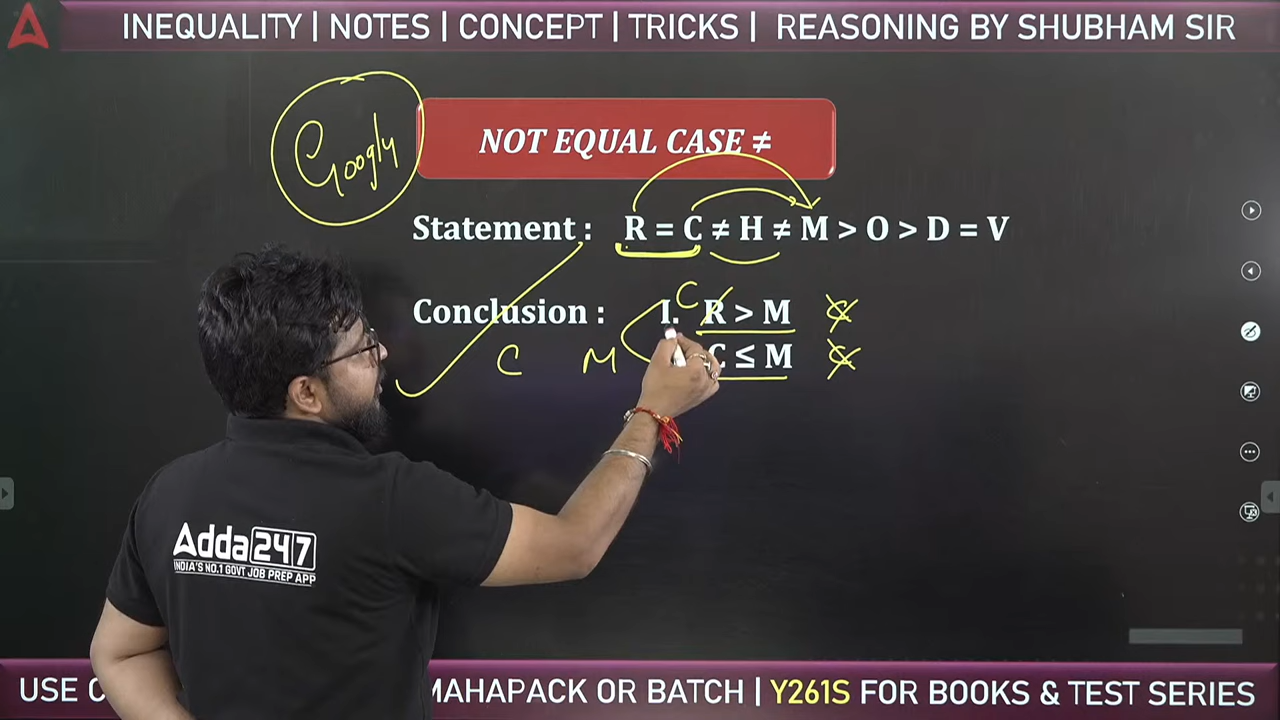 INEQUALITY | NOTES | CONCEPT | TRICKS | REASONING BY SHUBHAM SIR
Googly
NOT EQUAL CASE ≠
Statement : R = C ≠ H ≠ M > O > D = V
C
Conclusion : I. R > M
C ≤ M
C M
Adda247
INDIA'S NO.1 GOVT JOB PREP APP
USE C
MAHAPACK OR BATCH | Y261S FOR BOOKS & TEST SERIES